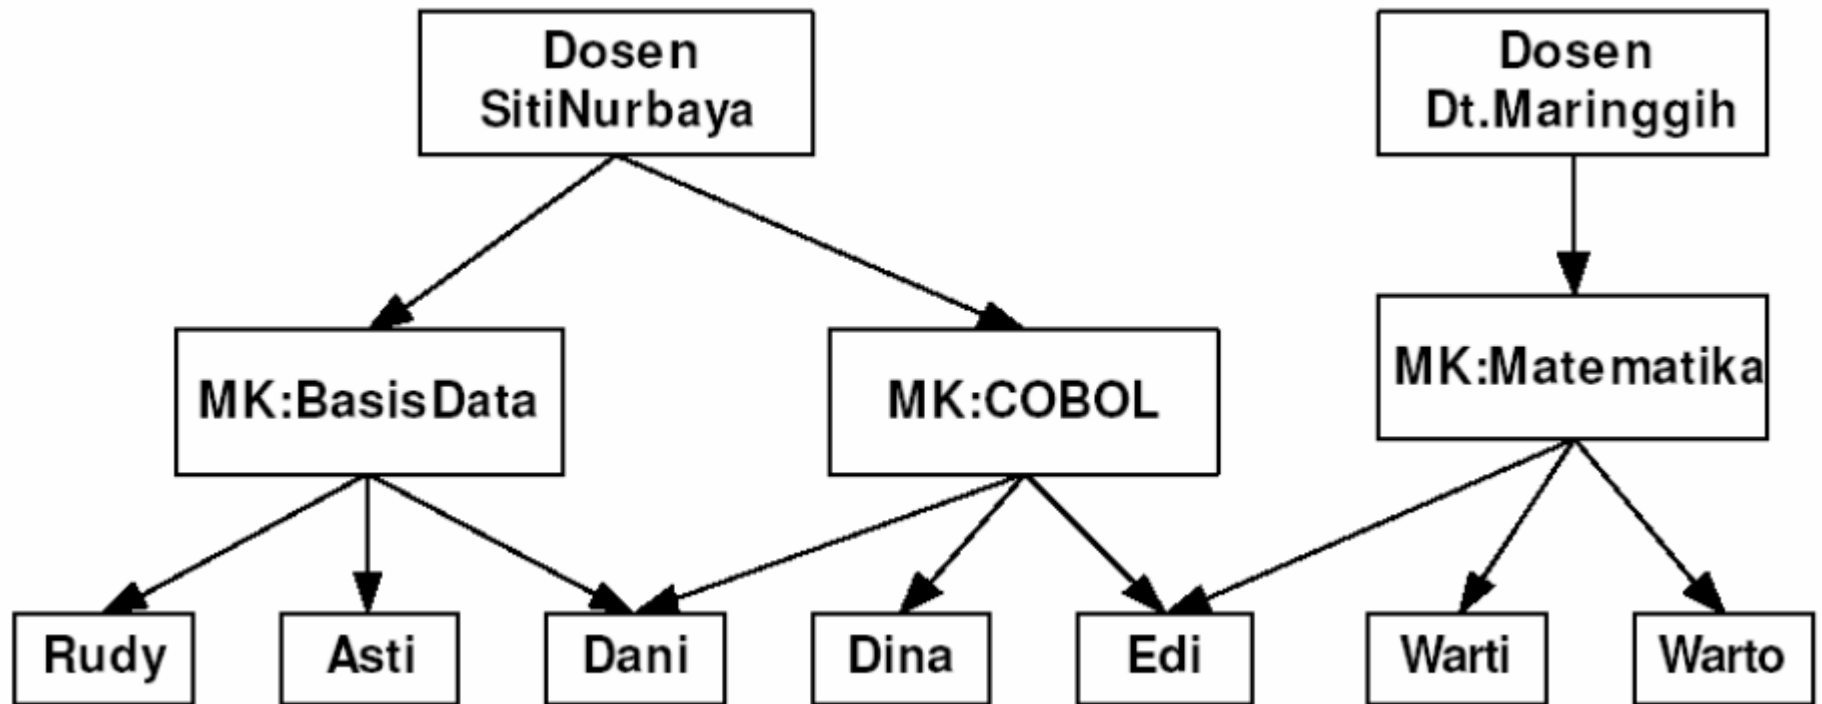 Dosen
SitiNurbaya
Dosen
Dt.Maringgih
MK:BasisData
MK:COBOL
MK:Matematika
Rudy
Asti
Dani
Dina
Edi
Warti
Warto